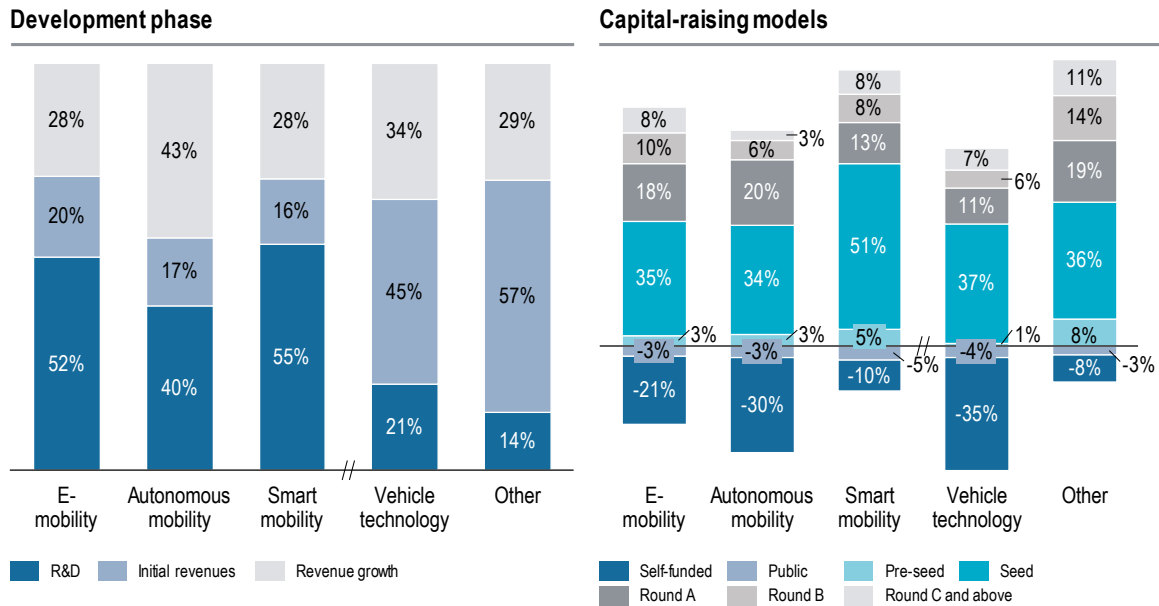 Development phase
28%
43%
28%
34%
29%
20%
17%
16%
45%
57%
52%
40%
55%
21%
14%
E-
mobility
Autonomous
mobility
Smart
mobility
Vehicle
technology
Other
R&D
Initial revenues
Revenue growth
Capital-raising models
8%
10%
18%
35%
3%
-3%
-21%
3%
6%
20%
34%
3%
-3%
-30%
8%
8%
13%
51%
5%
-5%
-10%
7%
6%
11%
37%
1%
-4%
-35%
11%
14%
19%
36%
8%
-3%
-8%
E-
mobility
Autonomous
mobility
Smart
mobility
Vehicle
technology
Other
Self-funded
Public
Pre-seed
Seed
Round A
Round B
Round C and above